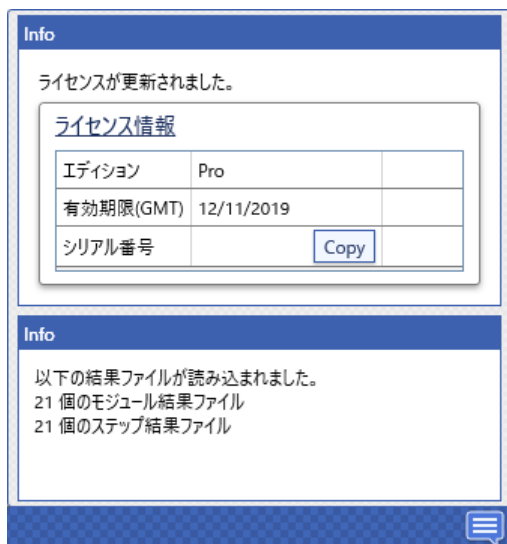 Info
ライセンスが更新されました。
ライセンス情報
エディション Pro
有効期限(GMT) 12/11/2019
シリアル番号 Copy
Info
以下の結果ファイルが読み込まれました。
21 個のモジュール結果ファイル
21 個のステップ結果ファイル